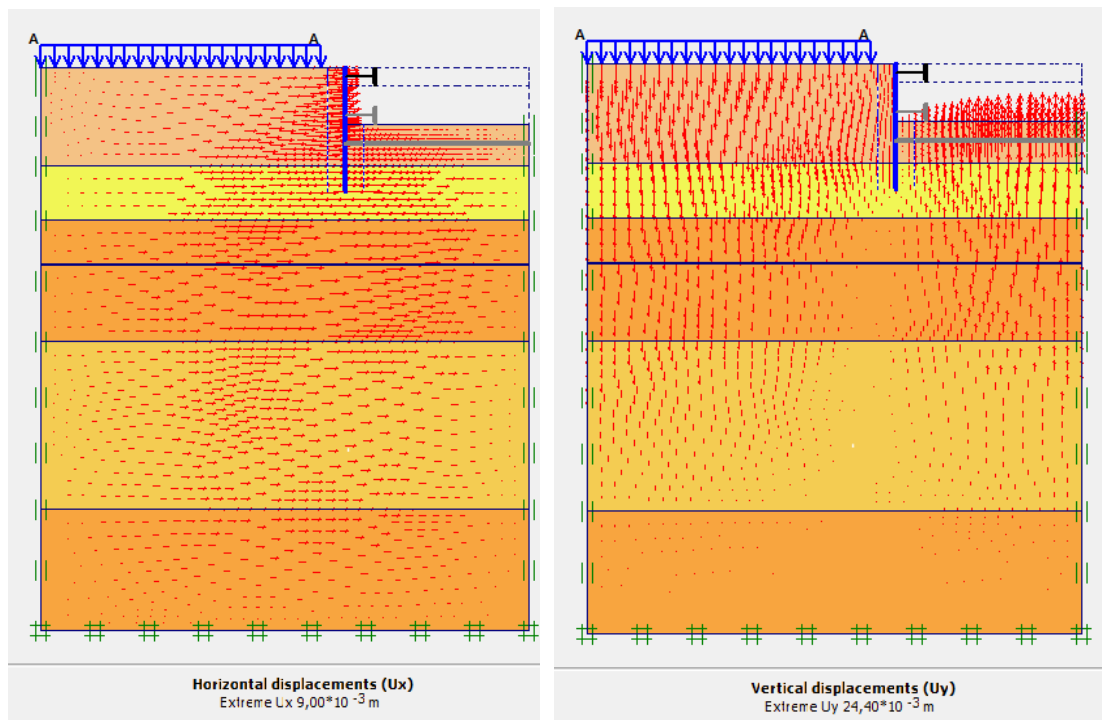 A A
A A
Horizontal displacements (Ux)
Extreme Ux 9,00*10 -3 m
Vertical displacements (Uy)
Extreme Uy 24,40*10 -3 m